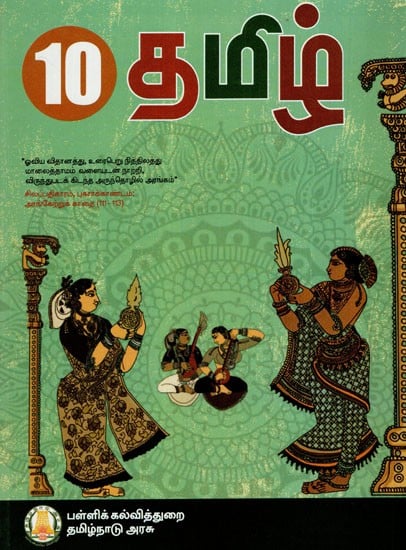 10
தமிழ்
"ஓவிய விதானத்து, உரைபெறு நித்திலத்து
மாலைத்தாமம் வளையுடன் நாற்றி,
விருந்துபடக் கிடந்த அருந்தொழில் அரங்கம்"
சிலப்பதிகாரம், புகார்க்காண்டம்:
அரங்கேற்றுக் காதை (111 - 113)
பள்ளிக் கல்வித்துறை
தமிழ்நாடு அரசு